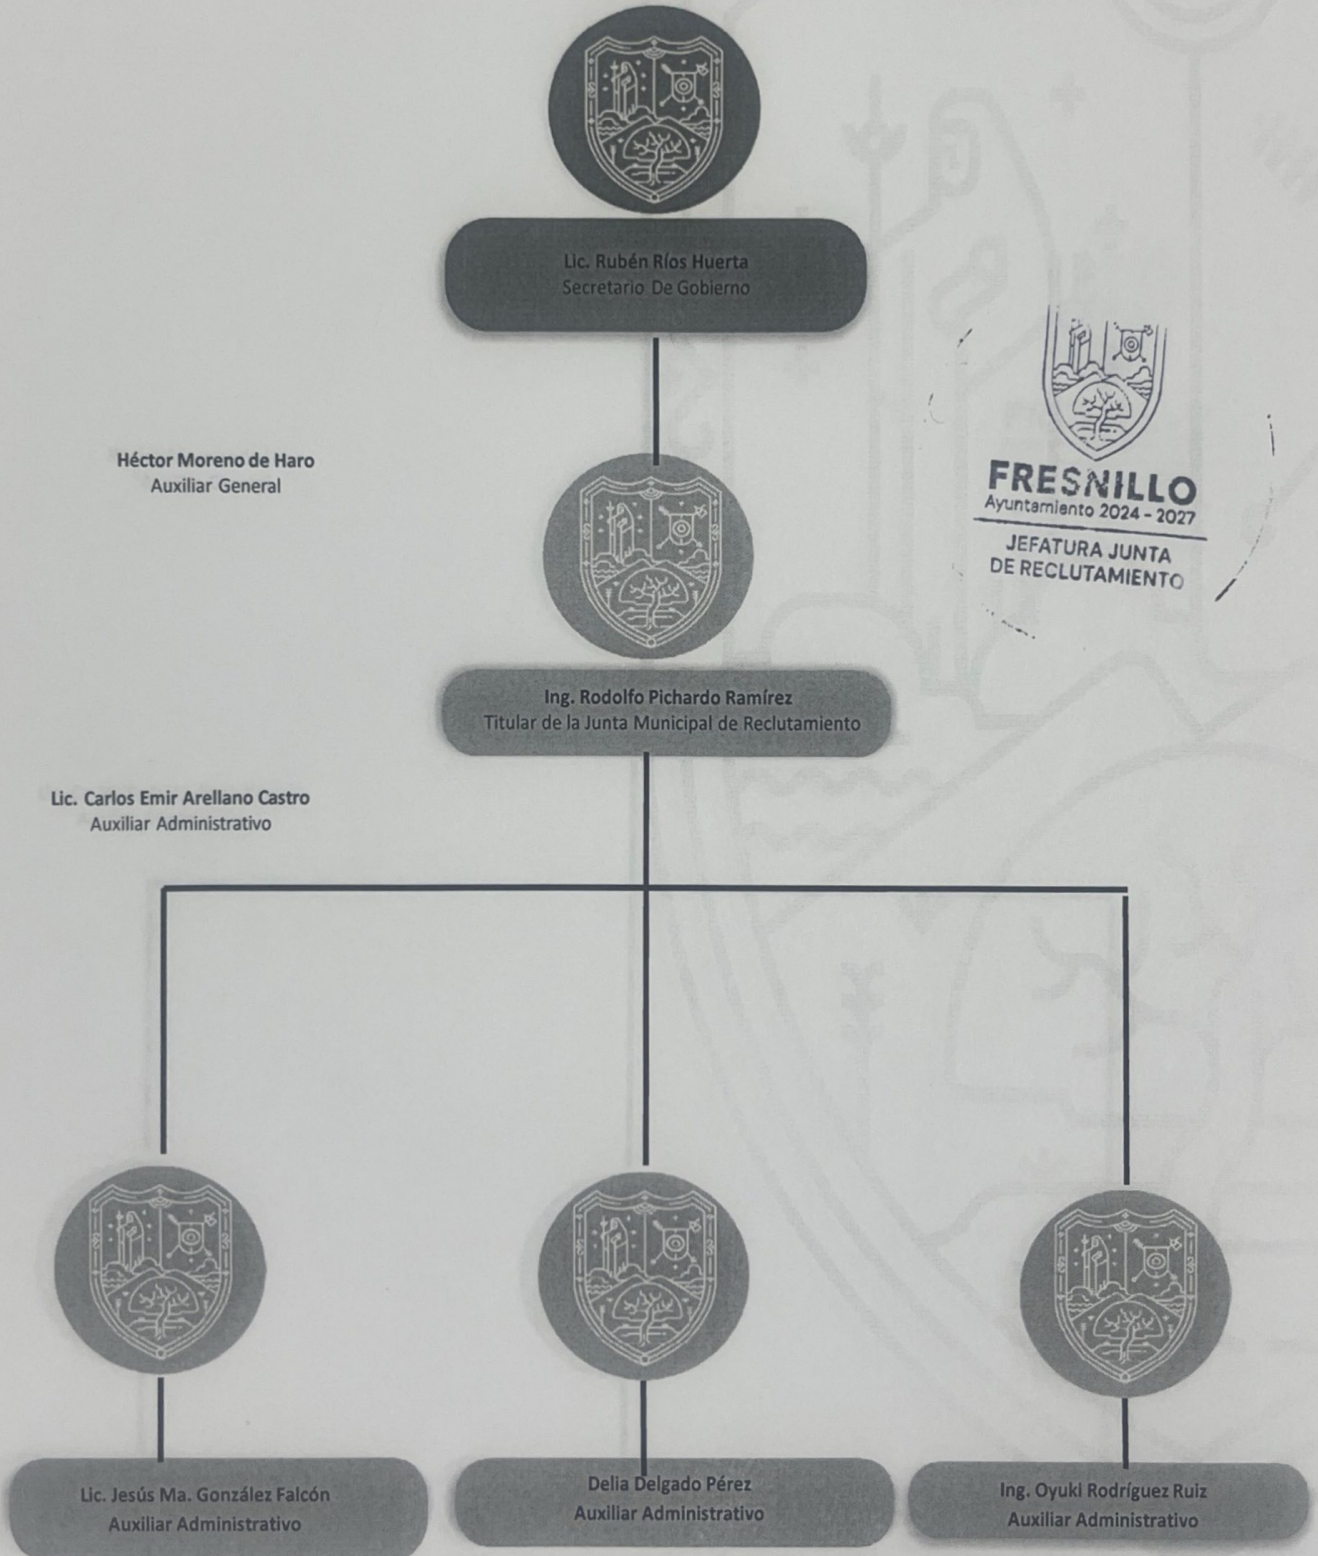 Lic. Rubén Ríos Huerta
Secretario De Gobierno
Héctor Moreno de Haro
Auxiliar General
FRESNILLO
Ayuntamiento 2024 - 2027
JEFATURA JUNTA
DE RECLUTAMIENTO
Ing. Rodolfo Pichardo Ramírez
Titular de la Junta Municipal de Reclutamiento
Lic. Carlos Emir Arellano Castro
Auxiliar Administrativo
Lic. Jesús Ma. González Falcón
Auxiliar Administrativo
Delia Delgado Pérez
Auxiliar Administrativo
Ing. Oyuki Rodríguez Ruiz
Auxiliar Administrativo